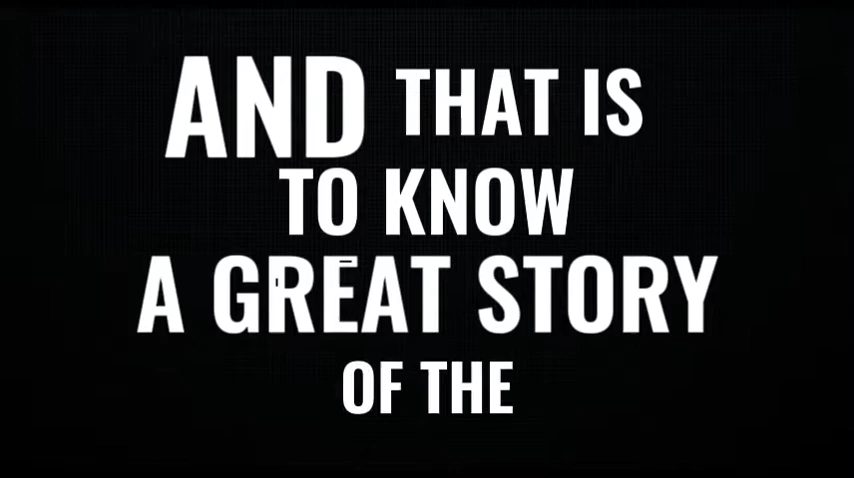 AND THAT IS
TO KNOW
A GREAT STORY
OF THE